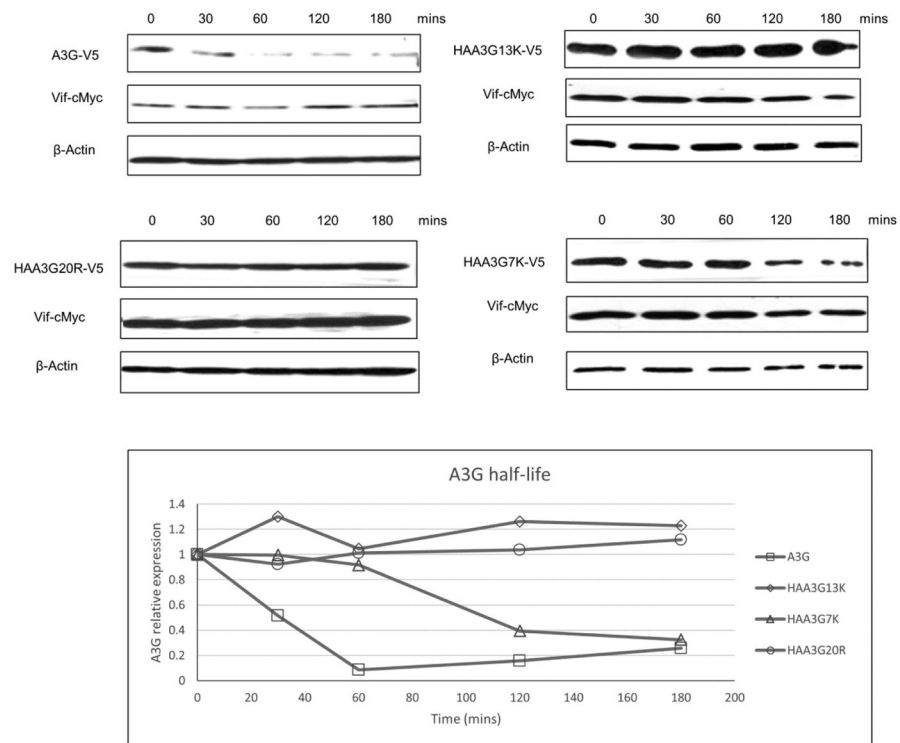 0 30 60 120 180 mins
A3G-V5
Vif-cMyc
β-Actin
0 30 60 120 180 mins
HAA3G13K-V5
Vif-cMyc
β-Actin
0 30 60 120 180 mins
HAA3G20R-V5
Vif-cMyc
β-Actin
0 30 60 120 180 mins
HAA3G7K-V5
Vif-cMyc
β-Actin
A3G half-life
A3G relative expression
1.4
1.2
1
0.8
0.6
0.4
0.2
0
0 20 40 60 80 100 120 140 160 180 200
Time (mins)
A3G
HAA3G13K
HAA3G7K
HAA3G20R